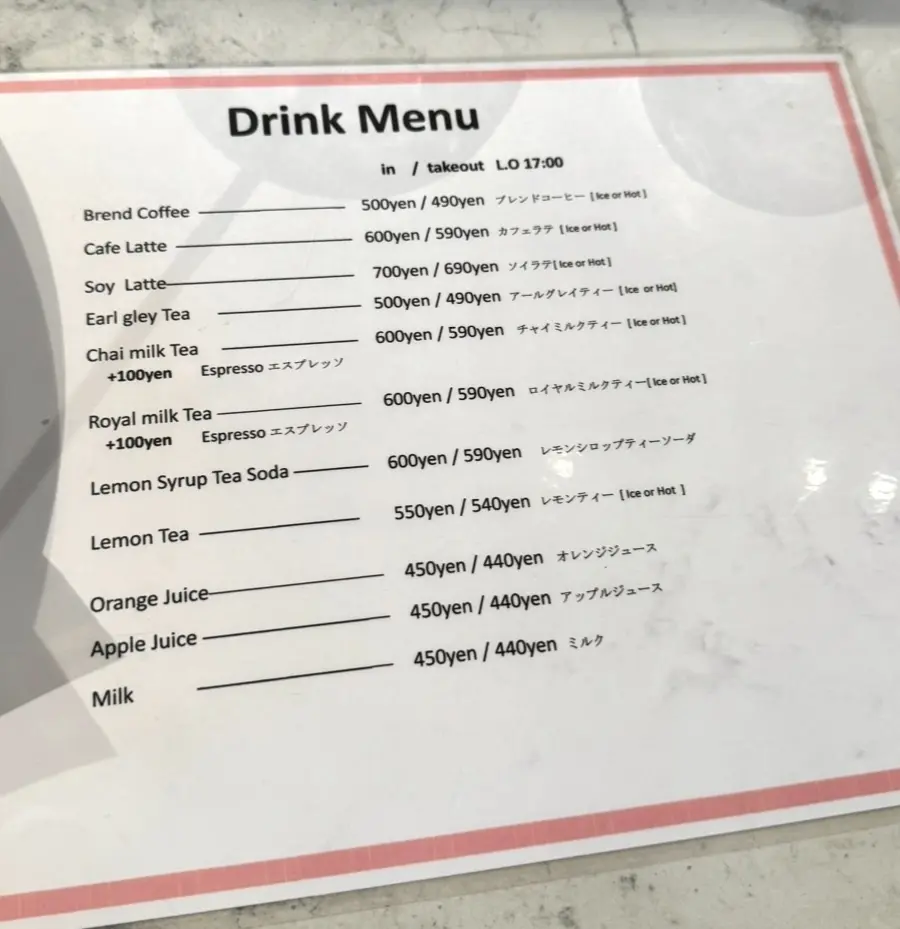 Drink Menu
in / takeout L.O 17:00
Brend Coffee 500yen / 490yen ブレンドコーヒー [Ice or Hot]
Cafe Latte 600yen / 590yen カフェラテ [Ice or Hot]
Soy Latte 700yen / 690yen ソイラテ[Ice or Hot]
Earl gley Tea 500yen / 490yen アールグレイティー [Ice or Hot]
Chai milk Tea 600yen / 590yen チャイミルクティー [Ice or Hot]
+100yen Espresso エスプレッソ
Royal milk Tea 600yen / 590yen ロイヤルミルクティー[Ice or Hot]
+100yen Espresso エスプレッソ
Lemon Syrup Tea Soda 600yen / 590yen レモンシロップティーソーダ
Lemon Tea 550yen / 540yen レモンティー [Ice or Hot]
Orange Juice 450yen / 440yen オレンジジュース
Apple Juice 450yen / 440yen アップルジュース
Milk 450yen / 440yen ミルク